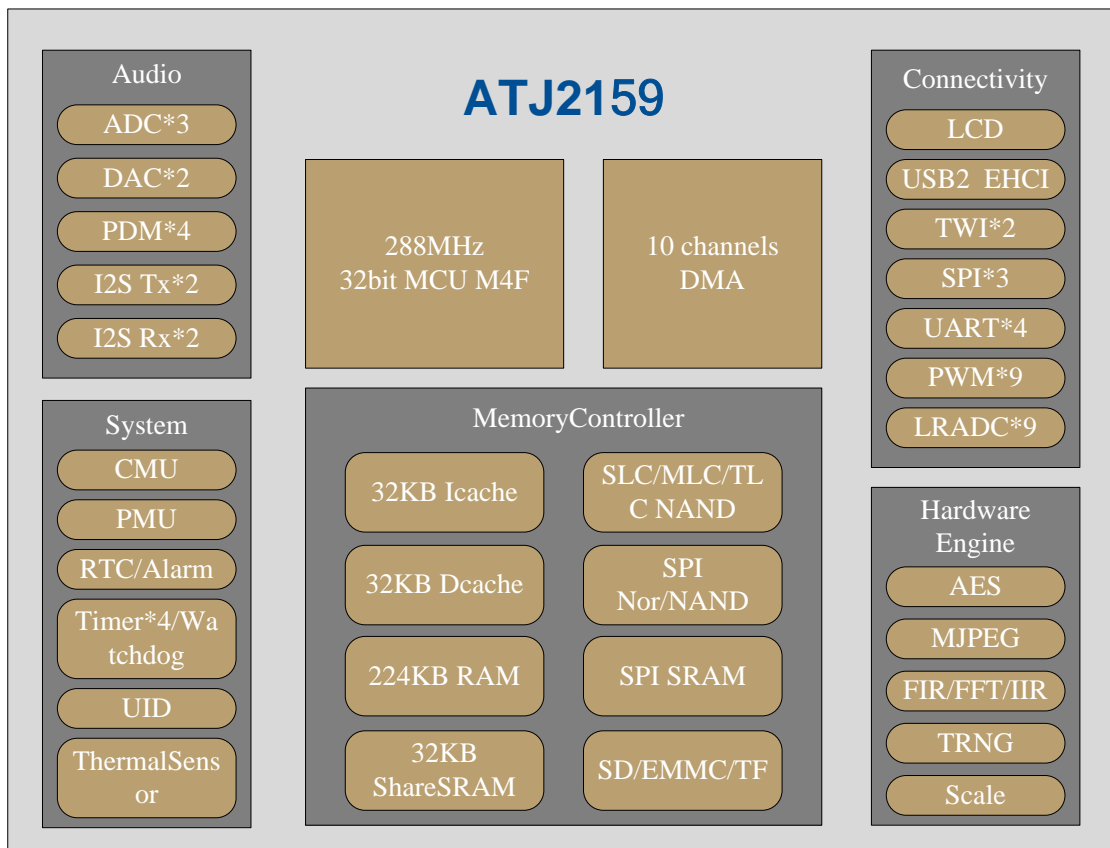 ATJ2159
Audio
ADC*3
DAC*2
PDM*4
I2S Tx*2
I2S Rx*2
System
CMU
PMU
RTC/Alarm
Timer*4/Wa
tchdog
UID
ThermalSens
or
288MHz
32bit MCU M4F
10 channels
DMA
MemoryController
32KB Icache
32KB Dcache
224KB RAM
32KB
ShareSRAM
SLC/MLC/TL
C NAND
SPI
Nor/NAND
SPI SRAM
SD/EMMC/TF
Connectivity
LCD
USB2 EHCI
TWI*2
SPI*3
UART*4
PWM*9
LRADC*9
Hardware
Engine
AES
MJPEG
FIR/FFT/IIR
TRNG
Scale